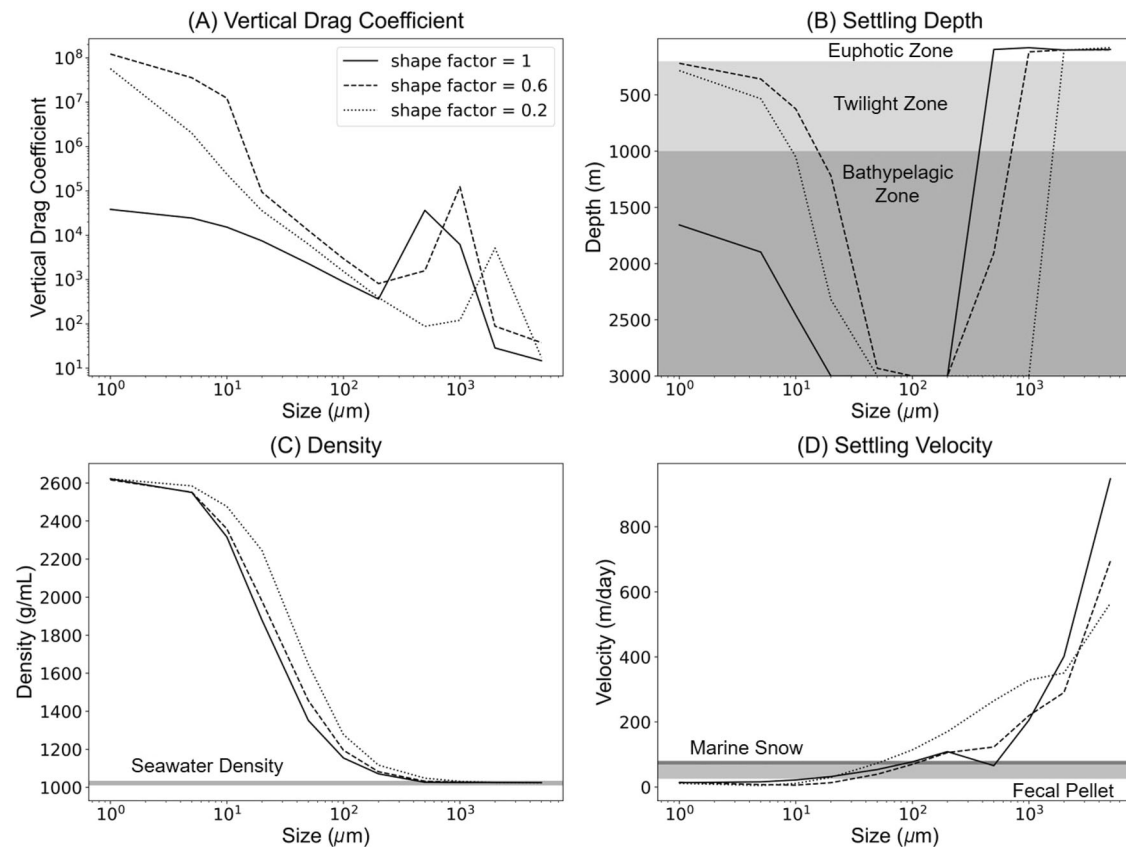 (A) Vertical Drag Coefficient
Vertical Drag Coefficient
10⁸
10⁷
10⁶
10⁵
10⁴
10³
10²
10¹
shape factor = 1
shape factor = 0.6
shape factor = 0.2
10⁰ 10¹ 10² 10³
Size (µm)
(B) Settling Depth
Depth (m)
Euphotic Zone
500
Twilight Zone
1000
Bathypelagic
Zone
1500
2000
2500
3000
10⁰ 10¹ 10² 10³
Size (µm)
(C) Density
Density (g/mL)
2600
2400
2200
2000
1800
1600
1400
1200
Seawater Density
1000
10⁰ 10¹ 10² 10³
Size (µm)
(D) Settling Velocity
Velocity (m/day)
800
600
400
200
Marine Snow
0
Fecal Pellet
10⁰ 10¹ 10² 10³
Size (µm)